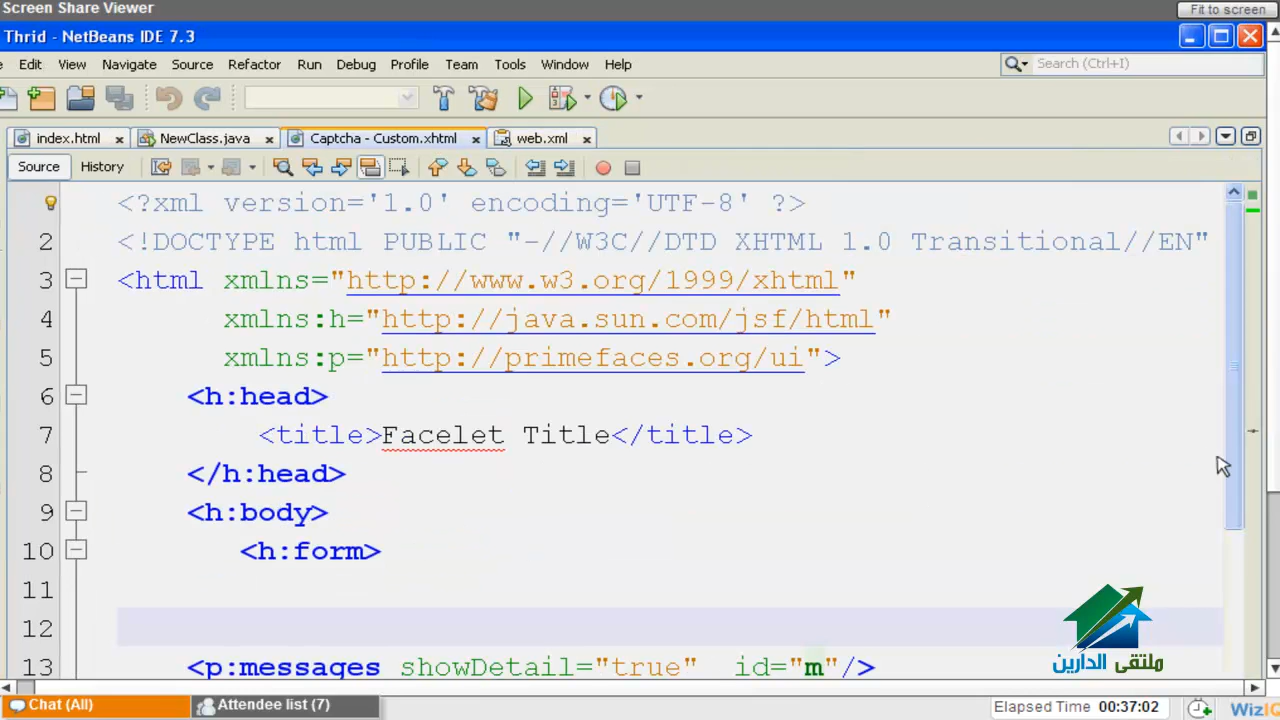 Screen Share Viewer
Fit to screen
Thrid - NetBeans IDE 7.3
Edit View Navigate Source Refactor Run Debug Profile Team Tools Window Help
Search (Ctrl+I)
index.html NewClass.java Captcha - Custom.xhtml web.xml
Source History
<?xml version='1.0' encoding='UTF-8' ?>
2 <!DOCTYPE html PUBLIC "-//W3C//DTD XHTML 1.0 Transitional//EN"
3 <html xmlns="http://www.w3.org/1999/xhtml"
4 xmlns:h="http://java.sun.com/jsf/html"
5 xmlns:p="http://primefaces.org/ui">
6 <h:head>
7 <title>Facelet Title</title>
8 </h:head>
9 <h:body>
10 <h:form>
11
12
13 <p:messages showDetail="true" id="m"/>
ملتقى الدارين
Chat (All) Attendee list (7)
Elapsed Time 00:37:02